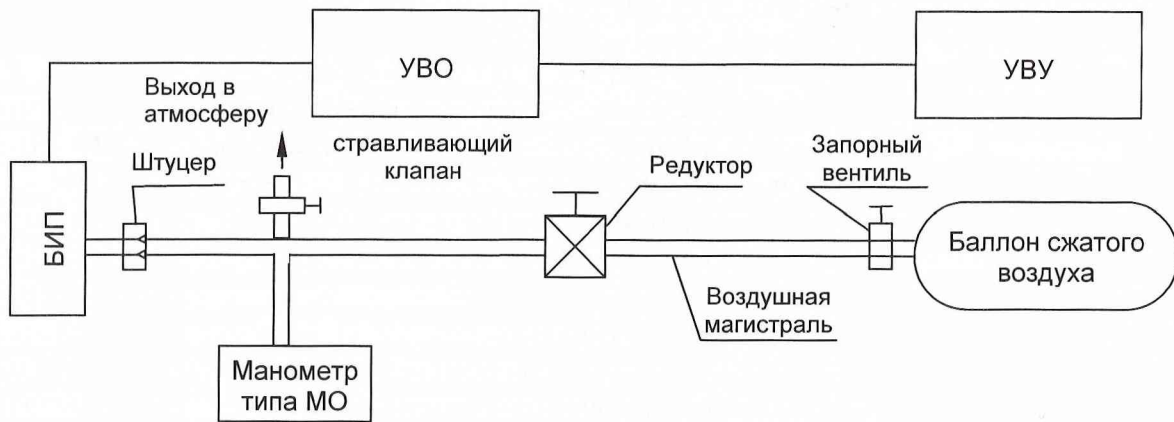 УВО
УВУ
Выход в
атмосферу
стравливающий
клапан
Штуцер
Редуктор
Запорный
вентиль
БИП
Баллон сжатого
воздуха
Воздушная
магистраль
Манометр
типа МО